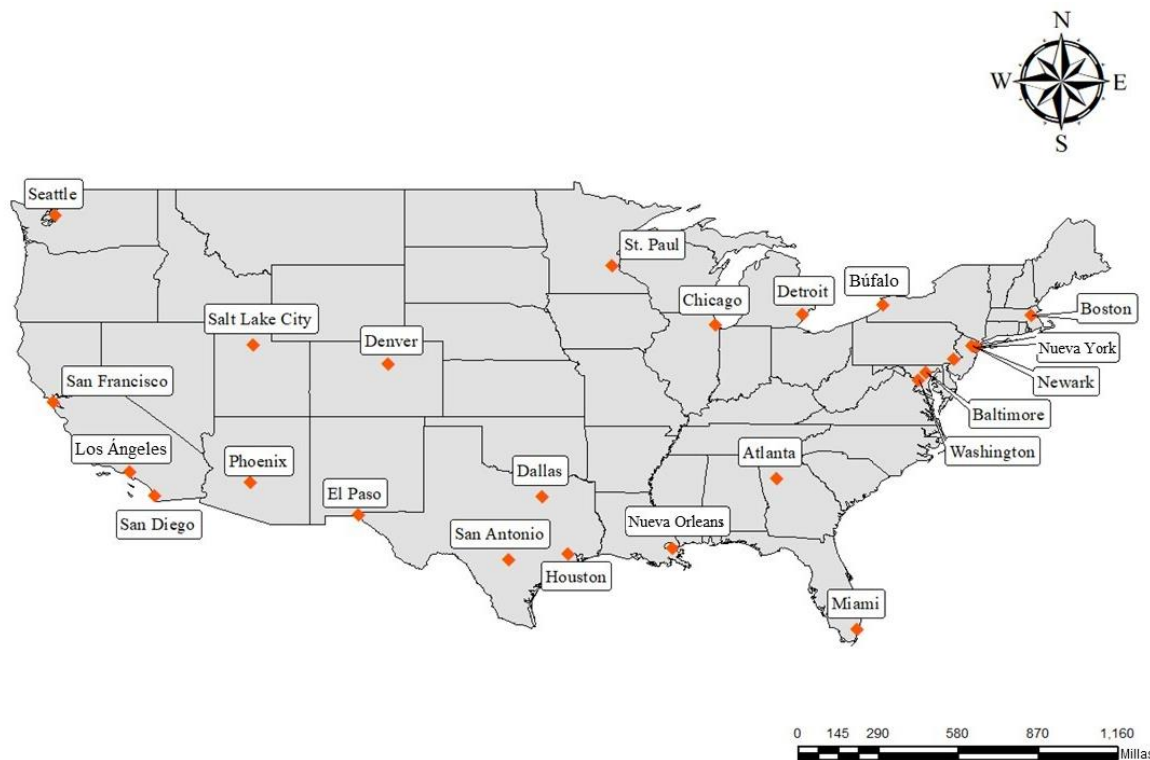 N
W
E
S
Seattle
St. Paul
Búfalo
Detroit
Chicago
Boston
Salt Lake City
Denver
Nueva York
San Francisco
Newark
Baltimore
Los Ángeles
Washington
Phoenix
Atlanta
Dallas
El Paso
San Diego
Nueva Orleans
San Antonio
Houston
Miami
0 145 290 580 870 1,160
Millas